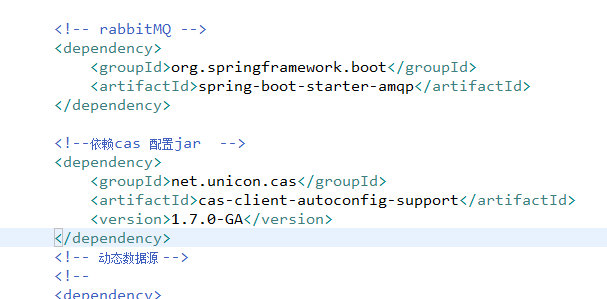 <!-- rabbitMQ -->
<dependency>
<groupId>org.springframework.boot</groupId>
<artifactId>spring-boot-starter-amqp</artifactId>
</dependency>
<!--依赖cas 配置jar  -->
<dependency>
<groupId>net.unicon.cas</groupId>
<artifactId>cas-client-autoconfig-support</artifactId>
<version>1.7.0-GA</version>
</dependency>
<!-- 动态数据源 -->
<!--
<dependency>